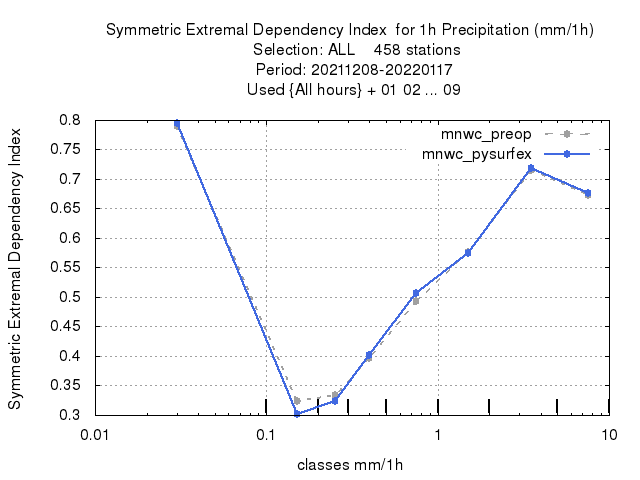 Symmetric Extremal Dependency Index  for 1h Precipitation (mm/1h)
Selection: ALL    458 stations
Period: 20211208-20220117
Used {All hours} + 01 02 ... 09
Symmetric Extremal Dependency Index
0.8
0.75
0.7
0.65
0.6
0.55
0.5
0.45
0.4
0.35
0.3
mnwc_preop
mnwc_pysurfex
0.01
0.1
1
10
classes mm/1h